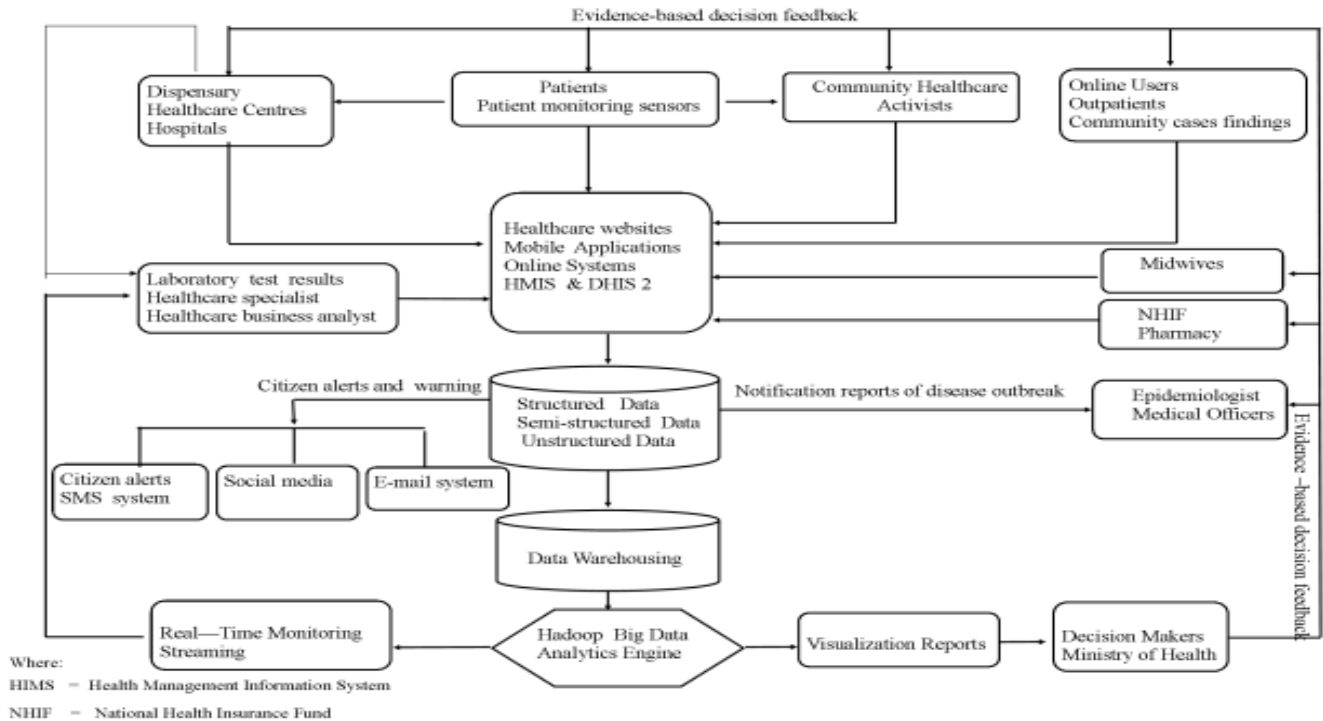 Evidence-based decision feedback
Dispensary
Healthcare Centres
Hospitals
Patients
Patient monitoring sensors
Community Healthcare
Activists
Online Users
Outpatients
Community cases findings
Healthcare websites
Mobile Applications
Online Systems
HMIS & DHIS 2
Laboratory test results
Healthcare specialist
Healthcare business analyst
Midwives
NHIF
Pharmacy
Citizen alerts and warning
Structured Data
Semi-structured Data
Unstructured Data
Notification reports of disease outbreak
Epidemiologist
Medical Officers
Evidence –based decision feedback
Citizen alerts
SMS system
Social media
E-mail system
Data Warehousing
Real—Time Monitoring
Streaming
Hadoop Big Data
Analytics Engine
Visualization Reports
Decision Makers
Ministry of Health
Where:
HIMS = Health Management Information System
NHIF = National Health Insurance Fund